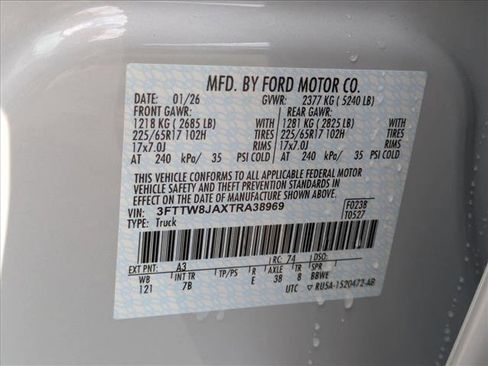 MFD. BY FORD MOTOR CO.
DATE: 01/26 GVWR: 2377 KG ( 5240 LB)
FRONT GAWR: REAR GAWR:
1218 KG ( 2685 LB) WITH 1281 KG ( 2825 LB) WITH
225/65R17 102H TIRES 225/65R17 102H TIRES
17x7.0J RIMS 17x7.0J RIMS
AT 240 kPa/ 35 PSI COLD AT 240 kPa/ 35 PSI COLD
THIS VEHICLE CONFORMS TO ALL APPLICABLE FEDERAL MOTOR
VEHICLE SAFETY AND THEFT PREVENTION STANDARDS IN
EFFECT ON THE DATE OF MANUFACTURE SHOWN ABOVE.
VIN: 3FTTW8JAXTRA38969 F0238
TYPE: Truck T0527
EXT PNT: A3 RC: 74 DSO:
WB INT TR TP/PS R AXLE TR SPR
121 7B E 38 8 BBWE
UTC RU5A-1520472-AB